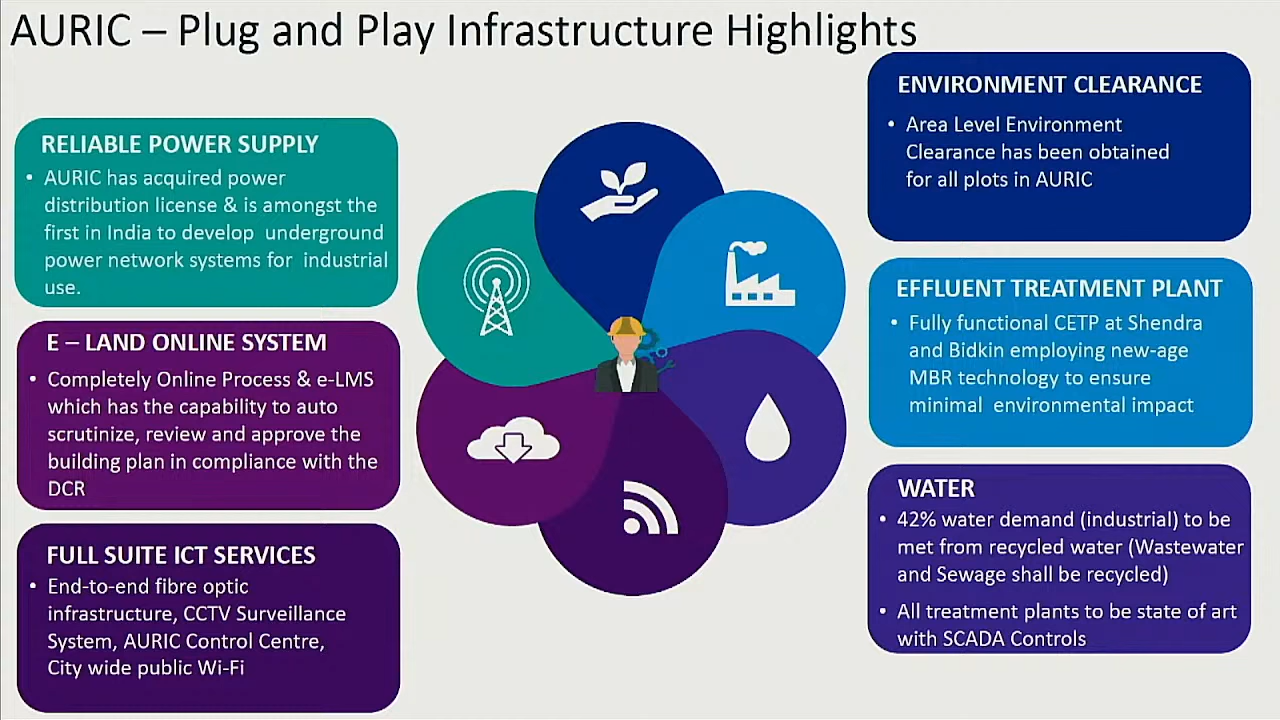 AURIC – Plug and Play Infrastructure Highlights
RELIABLE POWER SUPPLY
• AURIC has acquired power
distribution license & is amongst the
first in India to develop underground
power network systems for industrial
use.
E – LAND ONLINE SYSTEM
• Completely Online Process & e-LMS
which has the capability to auto
scrutinize, review and approve the
building plan in compliance with the
DCR
FULL SUITE ICT SERVICES
• End-to-end fibre optic
infrastructure, CCTV Surveillance
System, AURIC Control Centre,
City wide public Wi-Fi
ENVIRONMENT CLEARANCE
• Area Level Environment
Clearance has been obtained
for all plots in AURIC
EFFLUENT TREATMENT PLANT
• Fully functional CETP at Shendra
and Bidkin employing new-age
MBR technology to ensure
minimal environmental impact
WATER
• 42% water demand (industrial) to be
met from recycled water (Wastewater
and Sewage shall be recycled)
• All treatment plants to be state of art
with SCADA Controls